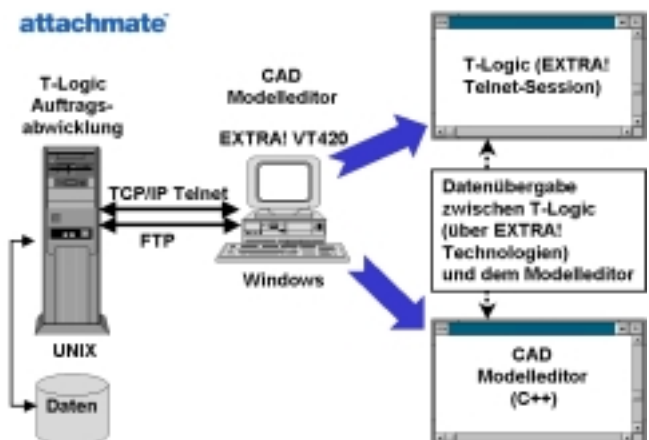 attachmate
T-Logic
Auftrags-
abwicklung
CAD
Modelleditor
EXTRA! VT420
TCP/IP Telnet
FTP
Windows
UNIX
Daten
T-Logic (EXTRA!
Telnet-Session)
Datenübergabe
zwischen T-Logic
(über EXTRA!
Technologien)
und dem Modelleditor
CAD
Modelleditor
(C++)